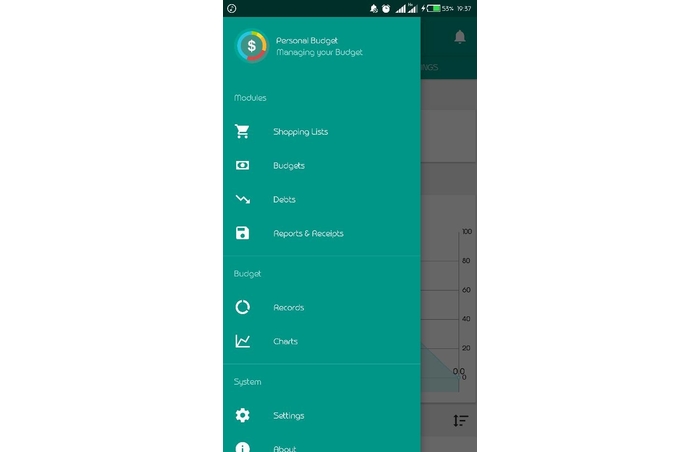 53% 19:37
$
Personal Budget
Managing your Budget
INGS
Modules
Shopping Lists
Budgets
Debts
Reports & Receipts
100
80
60
40
20
0:0
0
Budget
Records
Charts
System
Settings
About